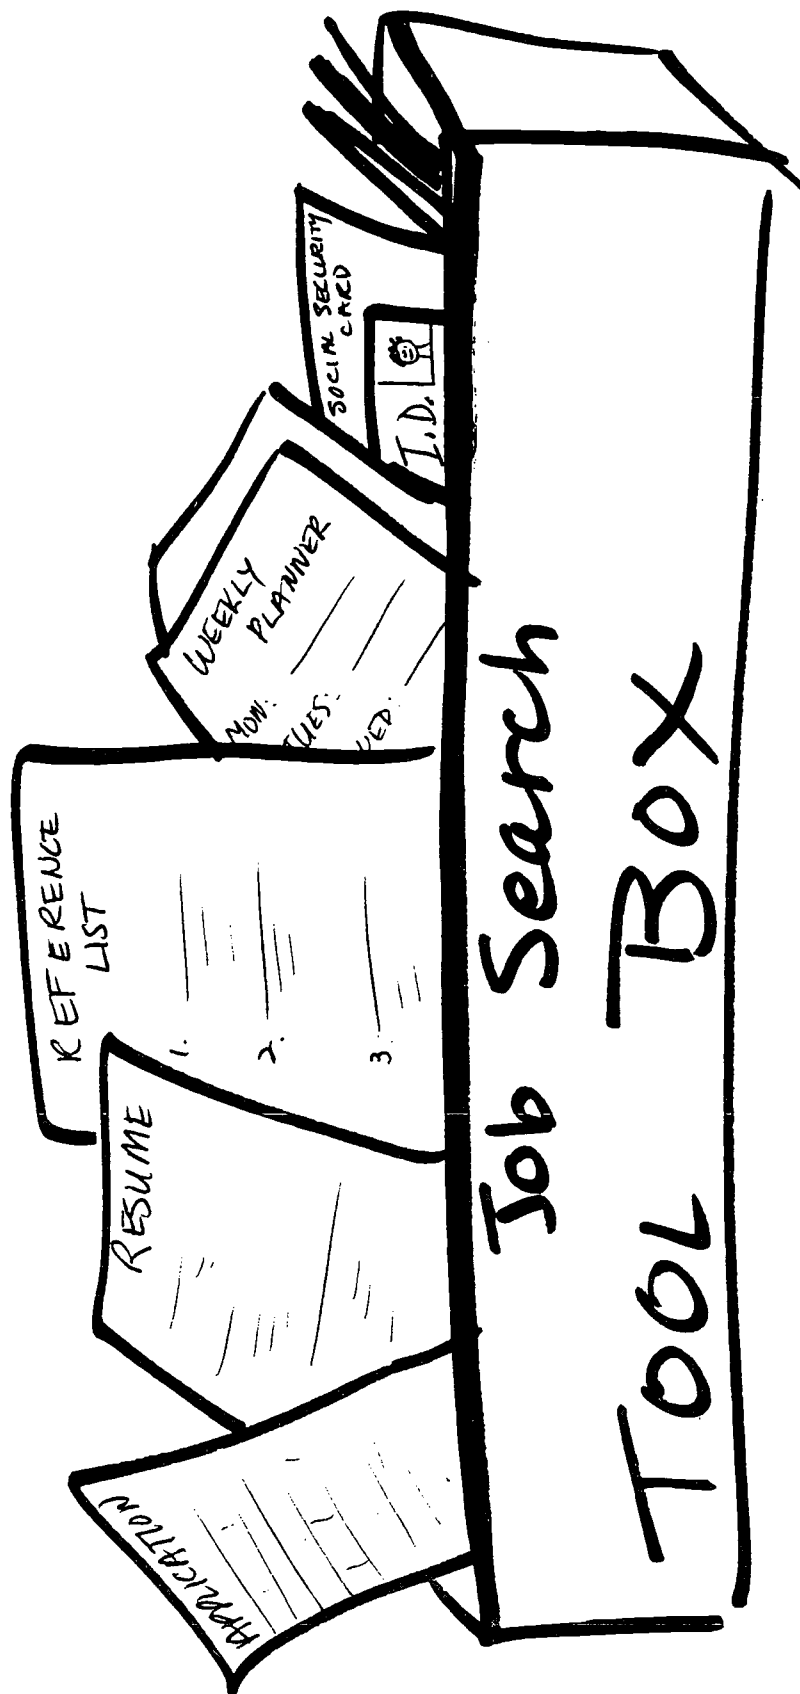 APPLICATION
RESUME
REFERENCE
LIST
1.
2.
3.
WEEKLY
PLANNER
MON:
TUES:
WED:
SOCIAL SECURITY
CARD
I.D.
Job Search
TOOL BOX